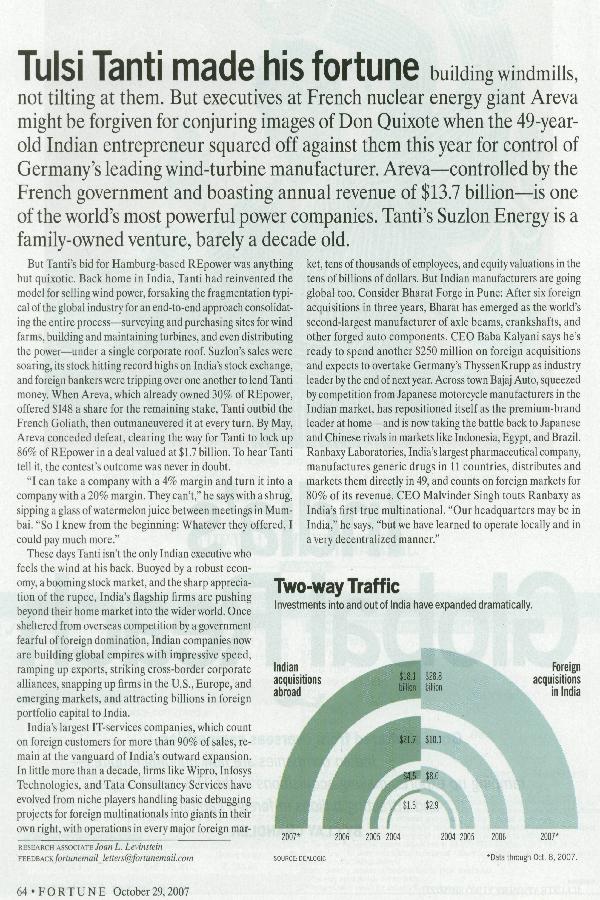 Tulsi Tanti made his fortune building windmills,
not tilting at them. But executives at French nuclear energy giant Areva
might be forgiven for conjuring images of Don Quixote when the 49-year-
old Indian entrepreneur squared off against them this year for control of
Germany's leading wind-turbine manufacturer. Areva—controlled by the
French government and boasting annual revenue of $13.7 billion—is one
of the world's most powerful power companies. Tanti's Suzlon Energy is a
family-owned venture, barely a decade old.
But Tanti's bid for Hamburg-based REpower was anything
but quixotic. Back home in India, Tanti had reinvented the
model for selling wind power, forsaking the fragmentation typi-
cal of the global industry for an end-to-end approach consolidat-
ing the entire process—surveying and purchasing sites for wind
farms, building and maintaining turbines, and even distributing
the power—under a single corporate roof. Suzlon's sales were
soaring, its stock hitting record highs on India's stock exchange,
and foreign bankers were tripping over one another to lend Tanti
money. When Areva, which already owned 30% of REpower,
offered $148 a share for the remaining stake, Tanti outbid the
French Goliath, then outmaneuvered it at every turn. By May,
Areva conceded defeat, clearing the way for Tanti to lock up
86% of REpower in a deal valued at $1.7 billion. To hear Tanti
tell it, the contest's outcome was never in doubt.
"I can take a company with a 4% margin and turn it into a
company with a 20% margin. They can't," he says with a shrug,
sipping a glass of watermelon juice between meetings in Mum-
bai. "So I knew from the beginning: Whatever they offered, I
could pay much more."
These days Tanti isn't the only Indian executive who
feels the wind at his back. Buoyed by a robust econ-
omy, a booming stock market, and the sharp apprecia-
tion of the rupee, India's flagship firms are pushing
beyond their home market into the wider world. Once
sheltered from overseas competition by a government
fearful of foreign domination, Indian companies now
are building global empires with impressive speed,
ramping up exports, striking cross-border corporate
alliances, snapping up firms in the U.S., Europe, and
emerging markets, and attracting billions in foreign
portfolio capital to India.
India's largest IT-services companies, which count
on foreign customers for more than 90% of sales, re-
main at the vanguard of India's outward expansion.
In little more than a decade, firms like Wipro, Infosys
Technologies, and Tata Consultancy Services have
evolved from niche players handling basic debugging
projects for foreign multinationals into giants in their
own right, with operations in every major foreign mar-
ket, tens of thousands of employees, and equity valuations in the
tens of billions of dollars. But Indian manufacturers are going
global too. Consider Bharat Forge in Pune: After six foreign
acquisitions in three years, Bharat has emerged as the world's
second-largest manufacturer of axle beams, crankshafts, and
other forged auto components. CEO Baba Kalyani says he's
ready to spend another $250 million on foreign acquisitions
and expects to overtake Germany's ThyssenKrupp as industry
leader by the end of next year. Across town Bajaj Auto, squeezed
by competition from Japanese motorcycle manufacturers in the
Indian market, has repositioned itself as the premium-brand
leader at home—and is now taking the battle back to Japanese
and Chinese rivals in markets like Indonesia, Egypt, and Brazil.
Ranbaxy Laboratories, India's largest pharmaceutical company,
manufactures generic drugs in 11 countries, distributes and
markets them directly in 49, and counts on foreign markets for
80% of its revenue. CEO Malvinder Singh touts Ranbaxy as
India's first true multinational. "Our headquarters may be in
India," he says, "but we have learned to operate locally and in
a very decentralized manner."
Two-way Traffic
Investments into and out of India have expanded dramatically.
Indian
acquisitions
abroad
Foreign
acquisitions
in India
$18.1
billion
$28.8
billion
$21.7 $10.1
$4.5 $8.0
$1.5 $2.9
2007* 2006 2005 2004 2004 2005 2006 2007*
SOURCE: DEALOGIC
*Data through Oct. 8, 2007.
RESEARCH ASSOCIATE Joan L. Levinstein
FEEDBACK fortunemail_letters@fortunemail.com
64 • FORTUNE October 29, 2007